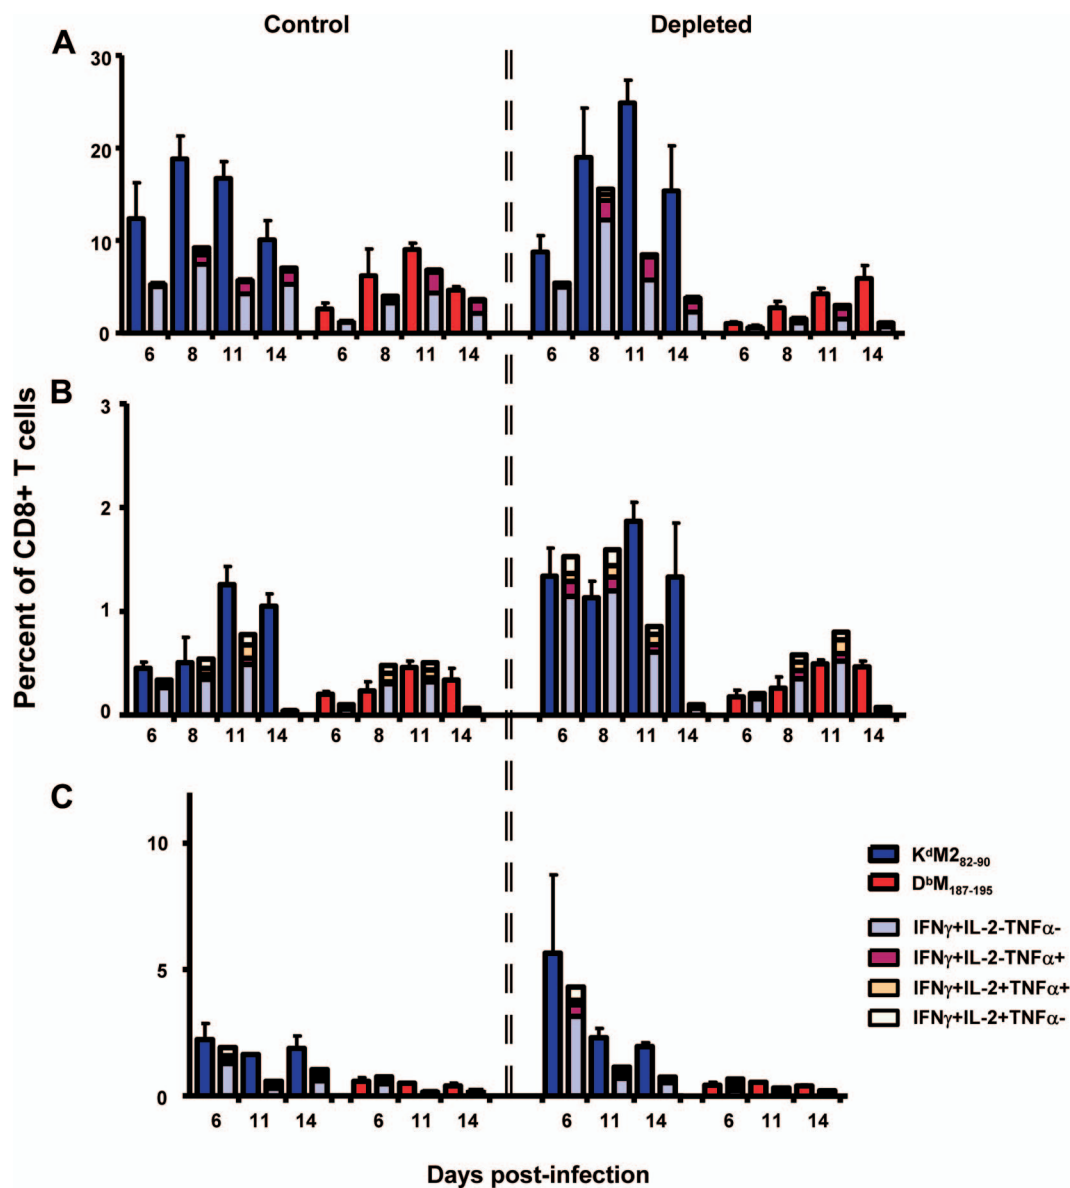 Control Depleted
A
30
20
10
0
6 8 11 14 6 8 11 14 6 8 11 14 6 8 11 14
B
3
2
1
0
6 8 11 14 6 8 11 14 6 8 11 14 6 8 11 14
Percent of CD8+ T cells
C
10
5
0
6 11 14 6 11 14 6 11 14 6 11 14
KᵈM2₈₂₋₉₀
DᵇM₁₈₇₋₁₉₅
IFNγ+IL-2-TNFα-
IFNγ+IL-2-TNFα+
IFNγ+IL-2+TNFα+
IFNγ+IL-2+TNFα-
Days post-infection